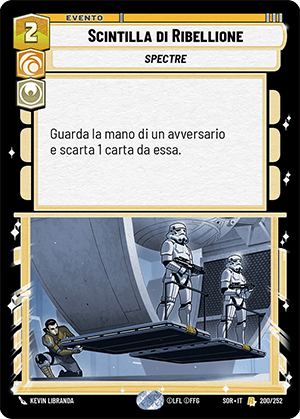 EVENTO
2
SCINTILLA DI RIBELLIONE
SPECTRE
Guarda la mano di un avversario
e scarta 1 carta da essa.
KEVIN LIBRANDA
©LFL ©FFG
SOR • IT
200/252